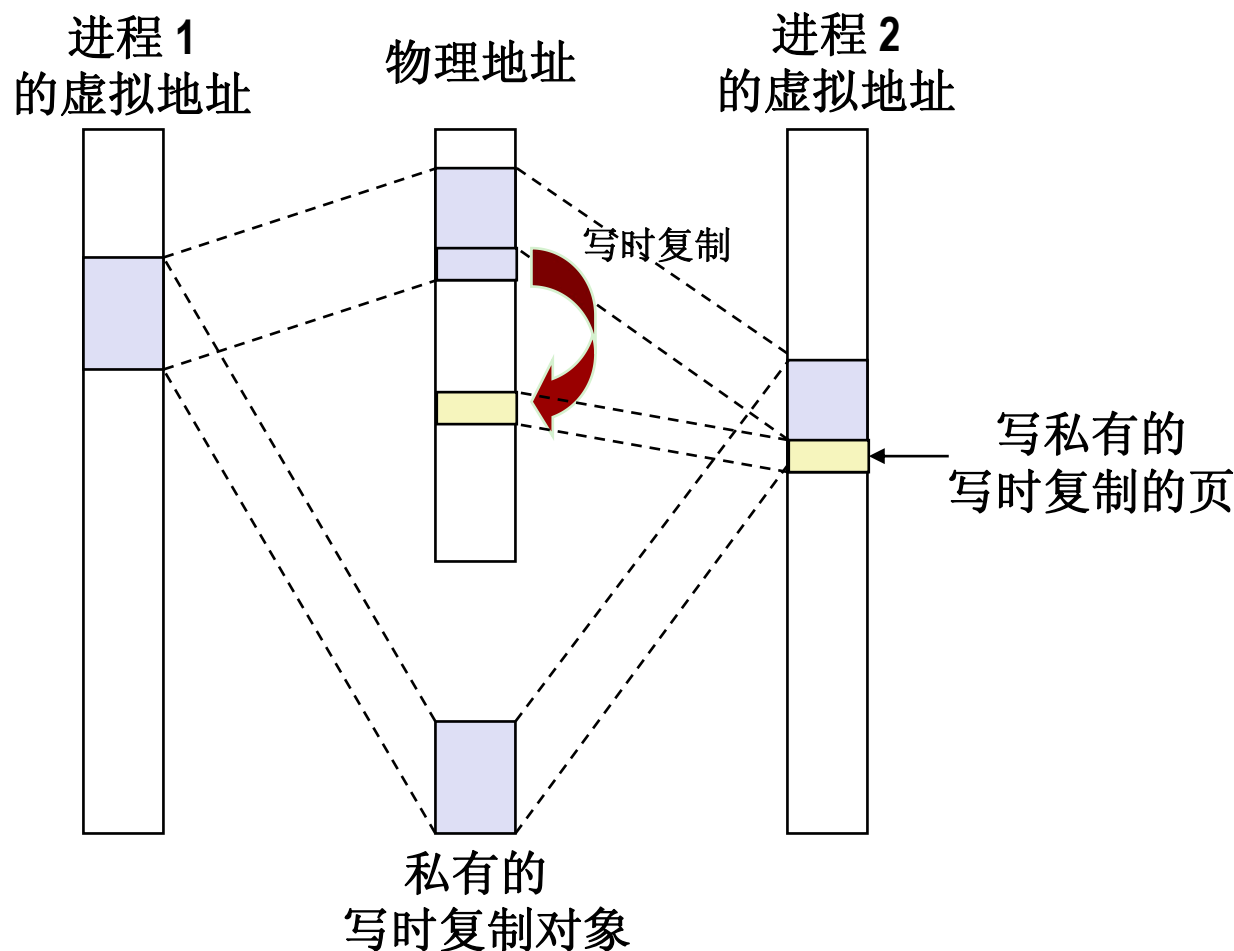 进程 1
的虚拟地址
物理地址
进程 2
的虚拟地址
写时复制
写私有的
写时复制的页
私有的
写时复制对象